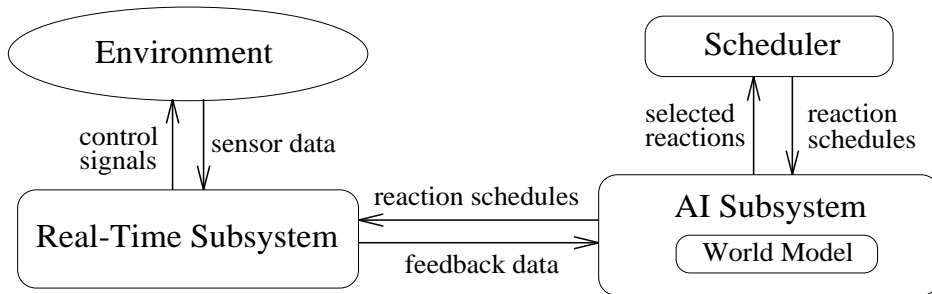 Environment
Scheduler
control
signals
sensor data
selected
reactions
reaction
schedules
Real-Time Subsystem
reaction schedules
feedback data
AI Subsystem
World Model